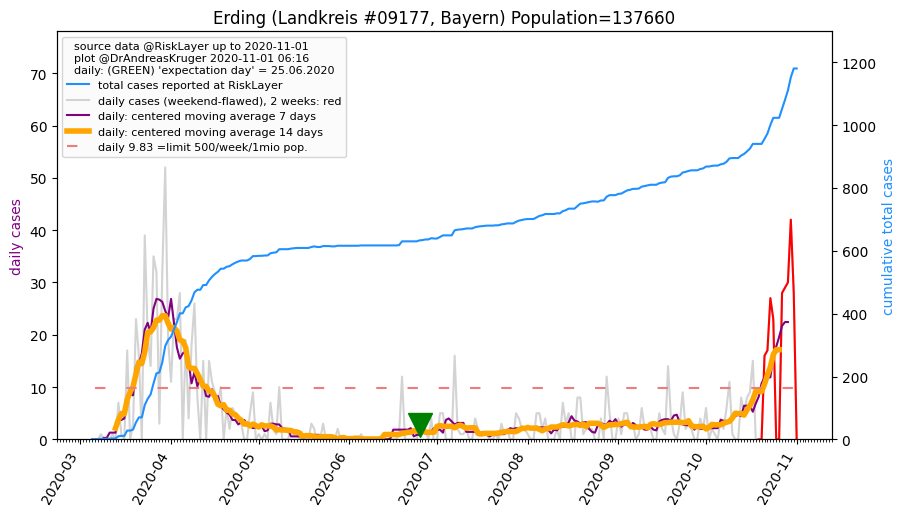 Erding (Landkreis #09177, Bayern) Population=137660
source data @RiskLayer up to 2020-11-01
plot @DrAndreasKruger 2020-11-01 06:16
daily: (GREEN) 'expectation day' = 25.06.2020
total cases reported at RiskLayer
daily cases (weekend-flawed), 2 weeks: red
daily: centered moving average 7 days
daily: centered moving average 14 days
daily 9.83 =limit 500/week/1mio pop.
daily cases
70
60
50
40
30
20
10
0
cumulative total cases
1200
1000
800
600
400
200
0
2020-03
2020-04
2020-05
2020-06
2020-07
2020-08
2020-09
2020-10
2020-11